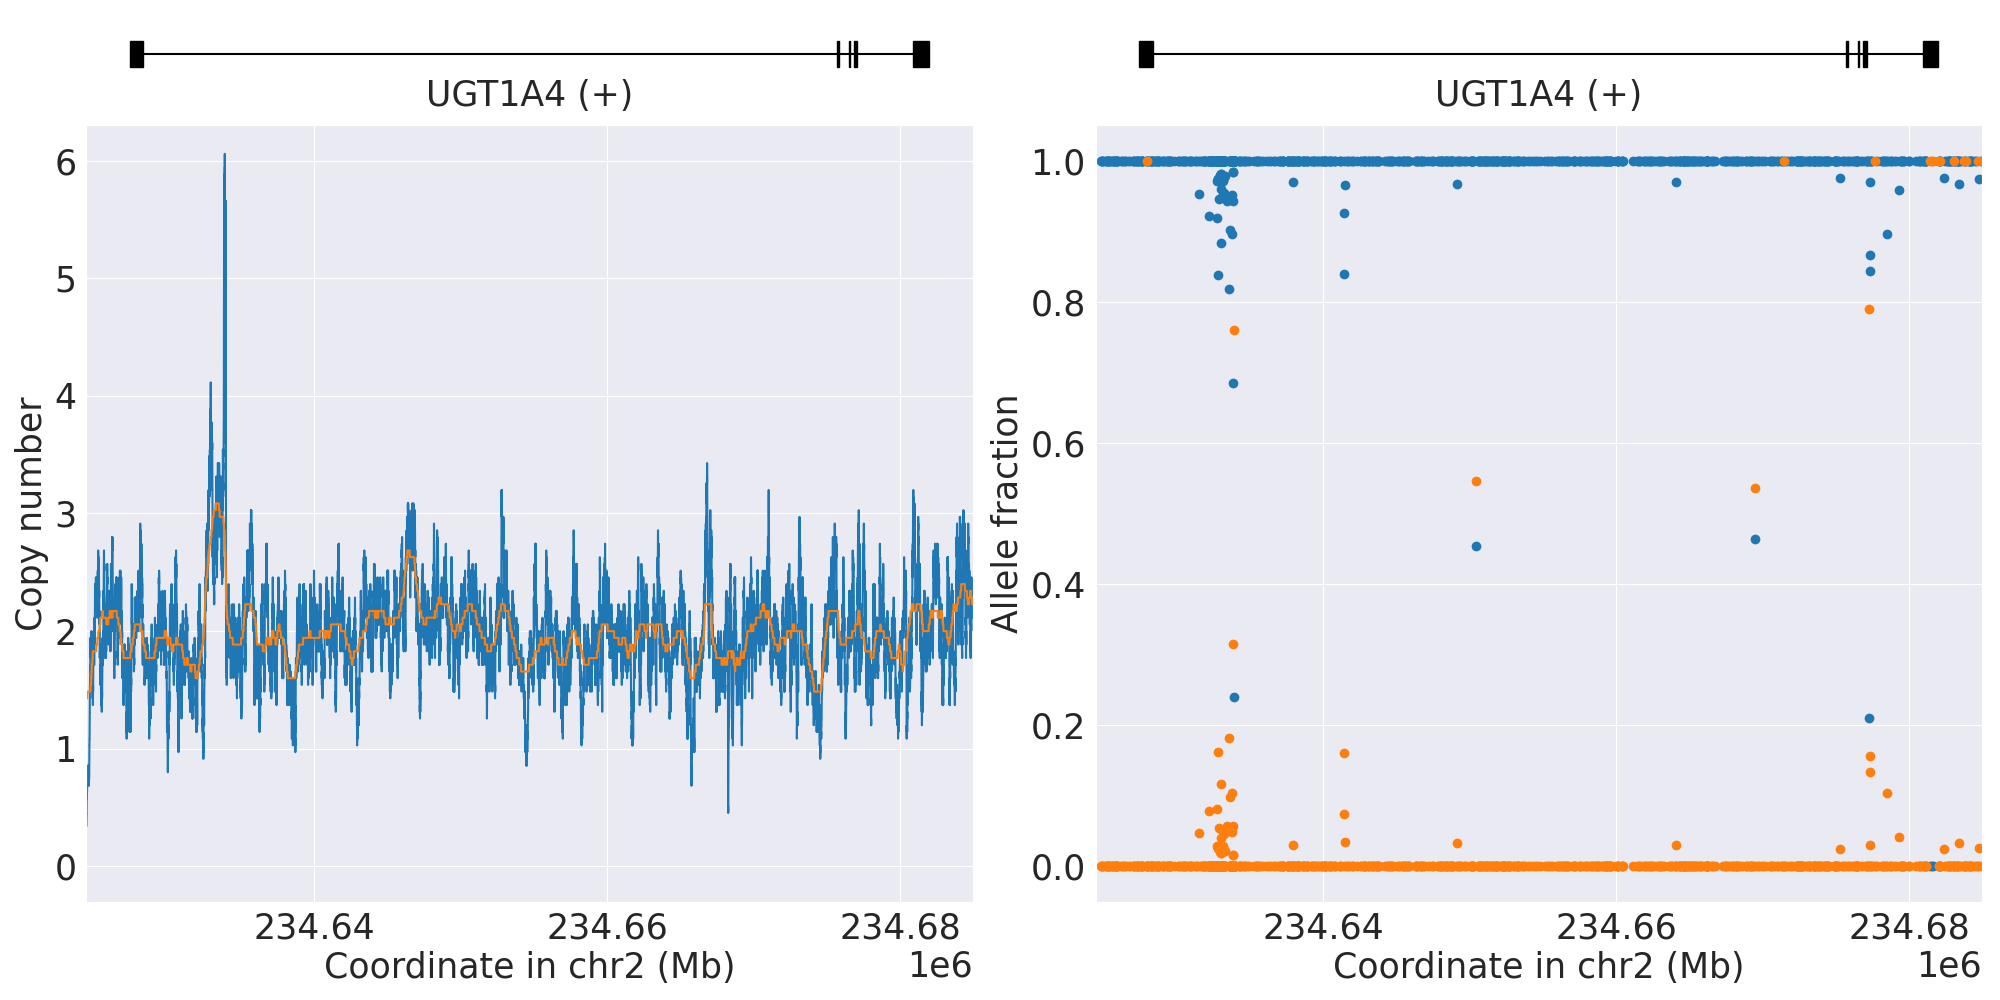 UGT1A4 (+)
6
5
4
3
2
1
0
Copy number
234.64 234.66 234.68
1e6
Coordinate in chr2 (Mb)
UGT1A4 (+)
1.0
0.8
0.6
0.4
0.2
0.0
Allele fraction
234.64 234.66 234.68
1e6
Coordinate in chr2 (Mb)